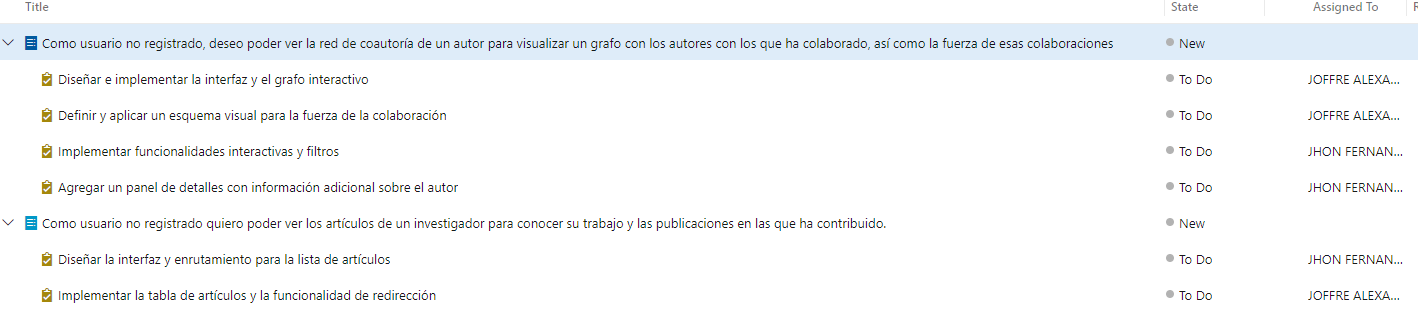 Title State Assigned To
Como usuario no registrado, deseo poder ver la red de coautoría de un autor para visualizar un grafo con los autores con los que ha colaborado, así como la fuerza de esas colaboraciones New
Diseñar e implementar la interfaz y el grafo interactivo To Do JOFFRE ALEXA...
Definir y aplicar un esquema visual para la fuerza de la colaboración To Do JOFFRE ALEXA...
Implementar funcionalidades interactivas y filtros To Do JHON FERNAN...
Agregar un panel de detalles con información adicional sobre el autor To Do JHON FERNAN...
Como usuario no registrado quiero poder ver los artículos de un investigador para conocer su trabajo y las publicaciones en las que ha contribuido. New
Diseñar la interfaz y enrutamiento para la lista de artículos To Do JHON FERNAN...
Implementar la tabla de artículos y la funcionalidad de redirección To Do JOFFRE ALEXA...